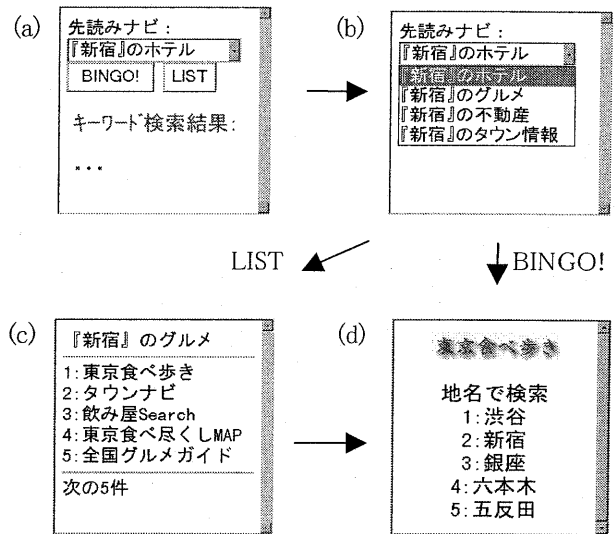 (a)
先読みナビ:
『新宿』のホテル
BINGO! LIST
キーワード検索結果:
...
(b)
『新宿』のホテル
『新宿』のホテル
『新宿』のグルメ
『新宿』の不動産
『新宿』のタウン情報
先読みナビ:
LIST
BINGO!
(c)
『新宿』のグルメ
1:東京食べ歩き
2:タウンナビ
3:飲み屋Search
4:東京食べ尽くしMAP
5:全国グルメガイド
次の5件
(d)
東京食べ歩き
地名で検索
1:渋谷
2:新宿
3:銀座
4:六本木
5:五反田